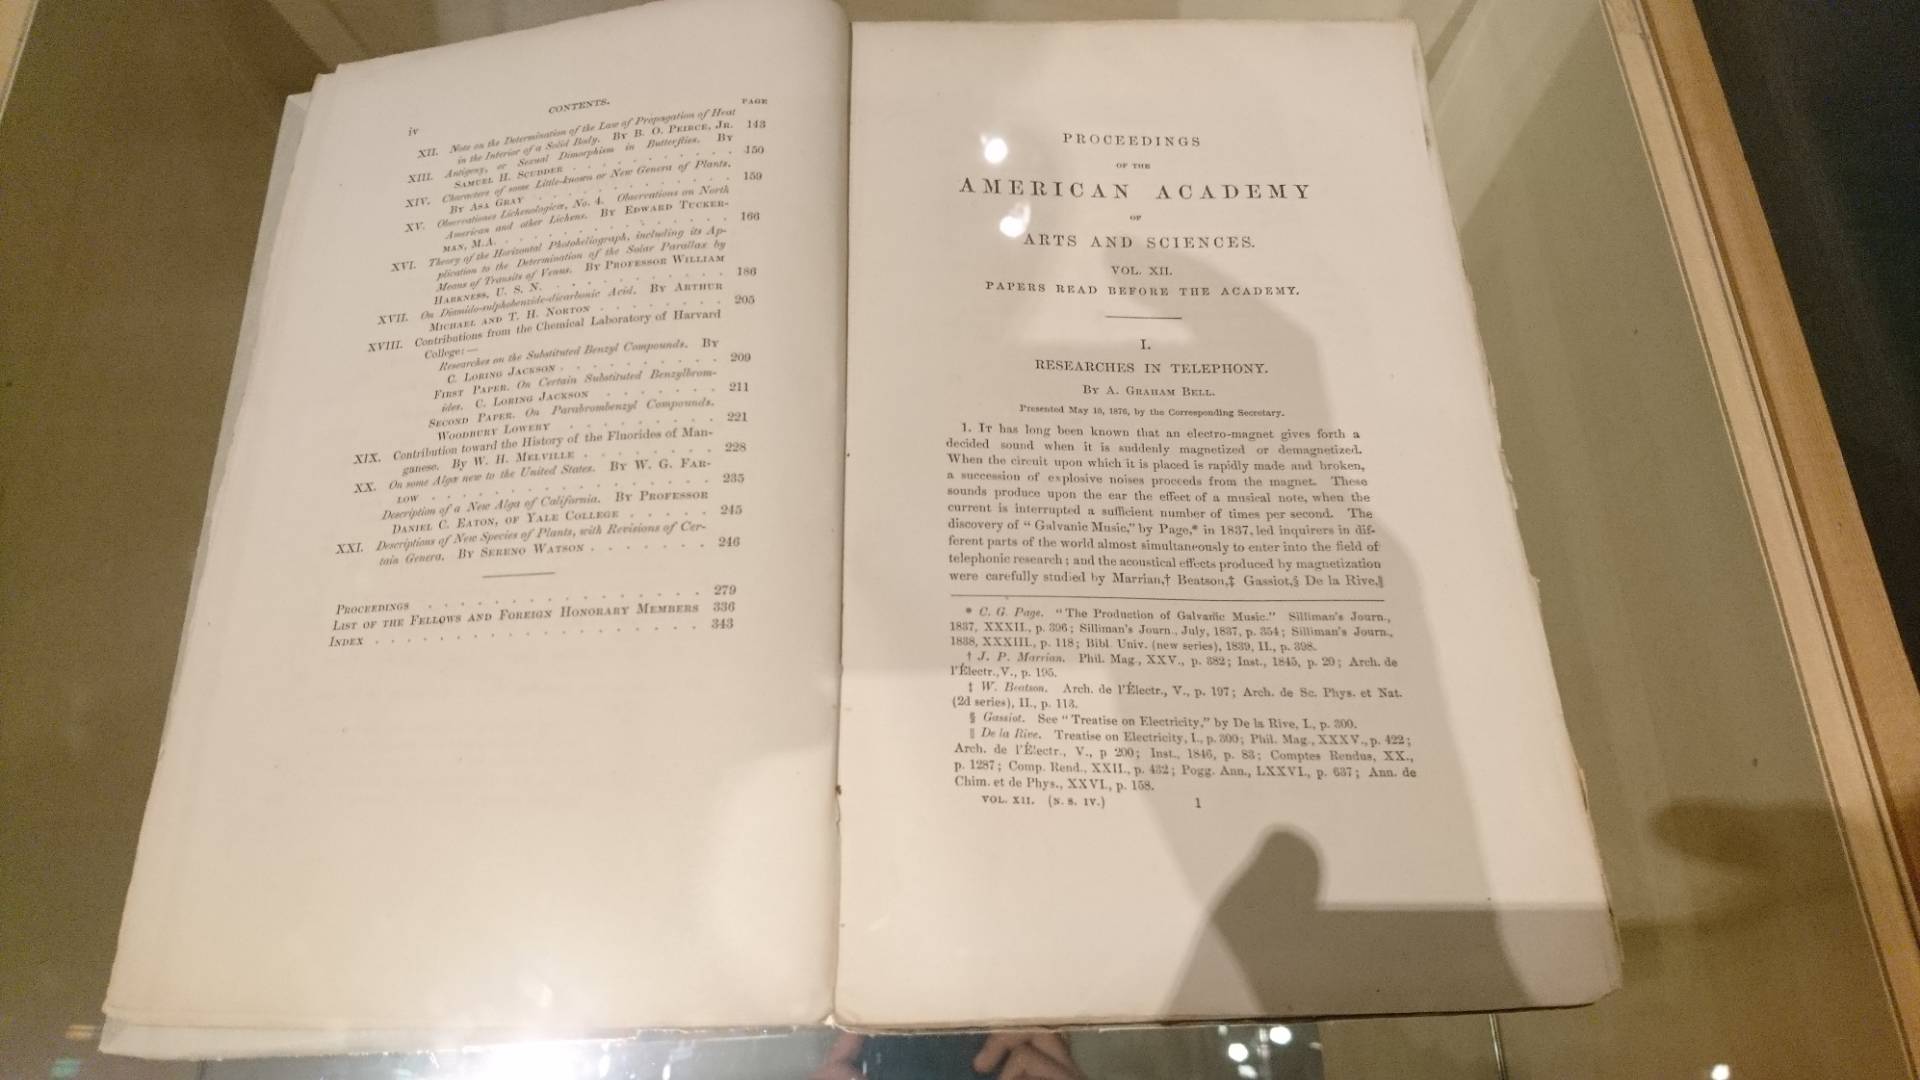 iv
CONTENTS.
PAGE
XII. Note on the Determination of the Law of Propagation of Heat
in the Interior of a Solid Body. By B. O. Peirce, Jr. 143
XIII. Antigeny, or Sexual Dimorphism in Butterflies. By
Samuel H. Scudder . . . . . . . . . . 150
XIV. Characters of some Little-known or New Genera of Plants.
By Asa Gray . . . . . . . . . . . . 159
XV. Observationes Lichenologicæ, No. 4. Observations on North
American and other Lichens. By Edward Tucker-
man, M.A. . . . . . . . . . . . . 166
XVI. Theory of the Horizontal Photoheliograph, including its Ap-
plication to the Determination of the Solar Parallax by
Means of Transits of Venus. By Professor William
Harkness, U. S. N. . . . . . . . . . 186
XVII. On Diamido-sulphobenzide-dicarbonic Acid. By Arthur
Michael and T. H. Norton . . . . . . . 205
XVIII. Contributions from the Chemical Laboratory of Harvard
College:—
Researches on the Substituted Benzyl Compounds. By
C. Loring Jackson . . . . . . . . . 209
First Paper. On Certain Substituted Benzylbrom-
ides. C. Loring Jackson . . . . . . . 211
Second Paper. On Parabrombenzyl Compounds.
Woodbury Lowery . . . . . . . . . 221
XIX. Contribution toward the History of the Fluorides of Man-
ganese. By W. H. Melville . . . . . . . 228
XX. On some Algæ new to the United States. By W. G. Far-
low . . . . . . . . . . . . . . . 235
Description of a New Alga of California. By Professor
Daniel C. Eaton, of Yale College . . . . . 245
XXI. Descriptions of New Species of Plants, with Revisions of Cer-
tain Genera. By Sereno Watson . . . . . . . 246
Proceedings . . . . . . . . . . . . . . . . 279
List of the Fellows and Foreign Honorary Members 336
Index . . . . . . . . . . . . . . . . . . 343
PROCEEDINGS
OF THE
AMERICAN ACADEMY
OF
ARTS AND SCIENCES.
VOL. XII.
PAPERS READ BEFORE THE ACADEMY.
I.
RESEARCHES IN TELEPHONY.
By A. Graham Bell.
Presented May 10, 1876, by the Corresponding Secretary.
1. It has long been known that an electro-magnet gives forth a
decided sound when it is suddenly magnetized or demagnetized.
When the circuit upon which it is placed is rapidly made and broken,
a succession of explosive noises proceeds from the magnet. These
sounds produce upon the ear the effect of a musical note, when the
current is interrupted a sufficient number of times per second. The
discovery of "Galvanic Music," by Page,* in 1837, led inquirers in dif-
ferent parts of the world almost simultaneously to enter into the field of
telephonic research; and the acoustical effects produced by magnetization
were carefully studied by Marrian,† Beatson,‡ Gassiot,§ De la Rive,‖
* C. G. Page. "The Production of Galvanic Music." Silliman's Journ.,
1837, XXXII., p. 396; Silliman's Journ., July, 1837, p. 354; Silliman's Journ.,
1838, XXXIII., p. 118; Bibl. Univ. (new series), 1839, II., p. 398.
† J. P. Marrian. Phil. Mag., XXV., p. 382; Inst., 1845, p. 20; Arch. de
l'Électr., V., p. 195.
‡ W. Beatson. Arch. de l'Électr., V., p. 197; Arch. de Sc. Phys. et Nat.
(2d series), II., p. 113.
§ Gassiot. See "Treatise on Electricity," by De la Rive, I., p. 300.
‖ De la Rive. Treatise on Electricity, I., p. 300; Phil. Mag., XXXV., p. 422;
Arch. de l'Électr., V., p 200; Inst., 1846, p. 83; Comptes Rendus, XX.,
p. 1287; Comp. Rend., XXII., p. 432; Pogg. Ann., LXXVI., p. 637; Ann. de
Chim. et de Phys., XXVI., p. 158.
VOL. XII. (N. S. IV.) 1